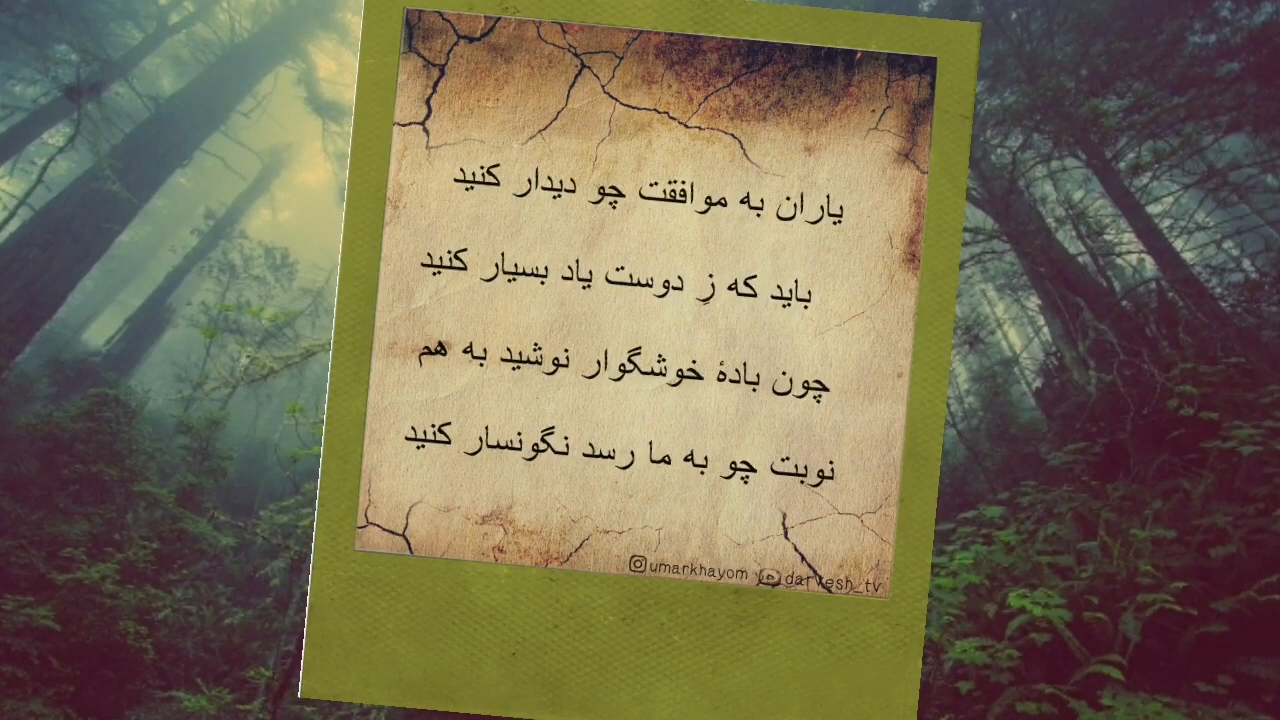 یاران به موافقت چو دیدار کنید
باید که زِ دوست یاد بسیار کنید
چون بادهٔ خوشگوار نوشید به هم
نوبت چو به ما رسد نگونسار کنید
umarkhayom darvesh_tv